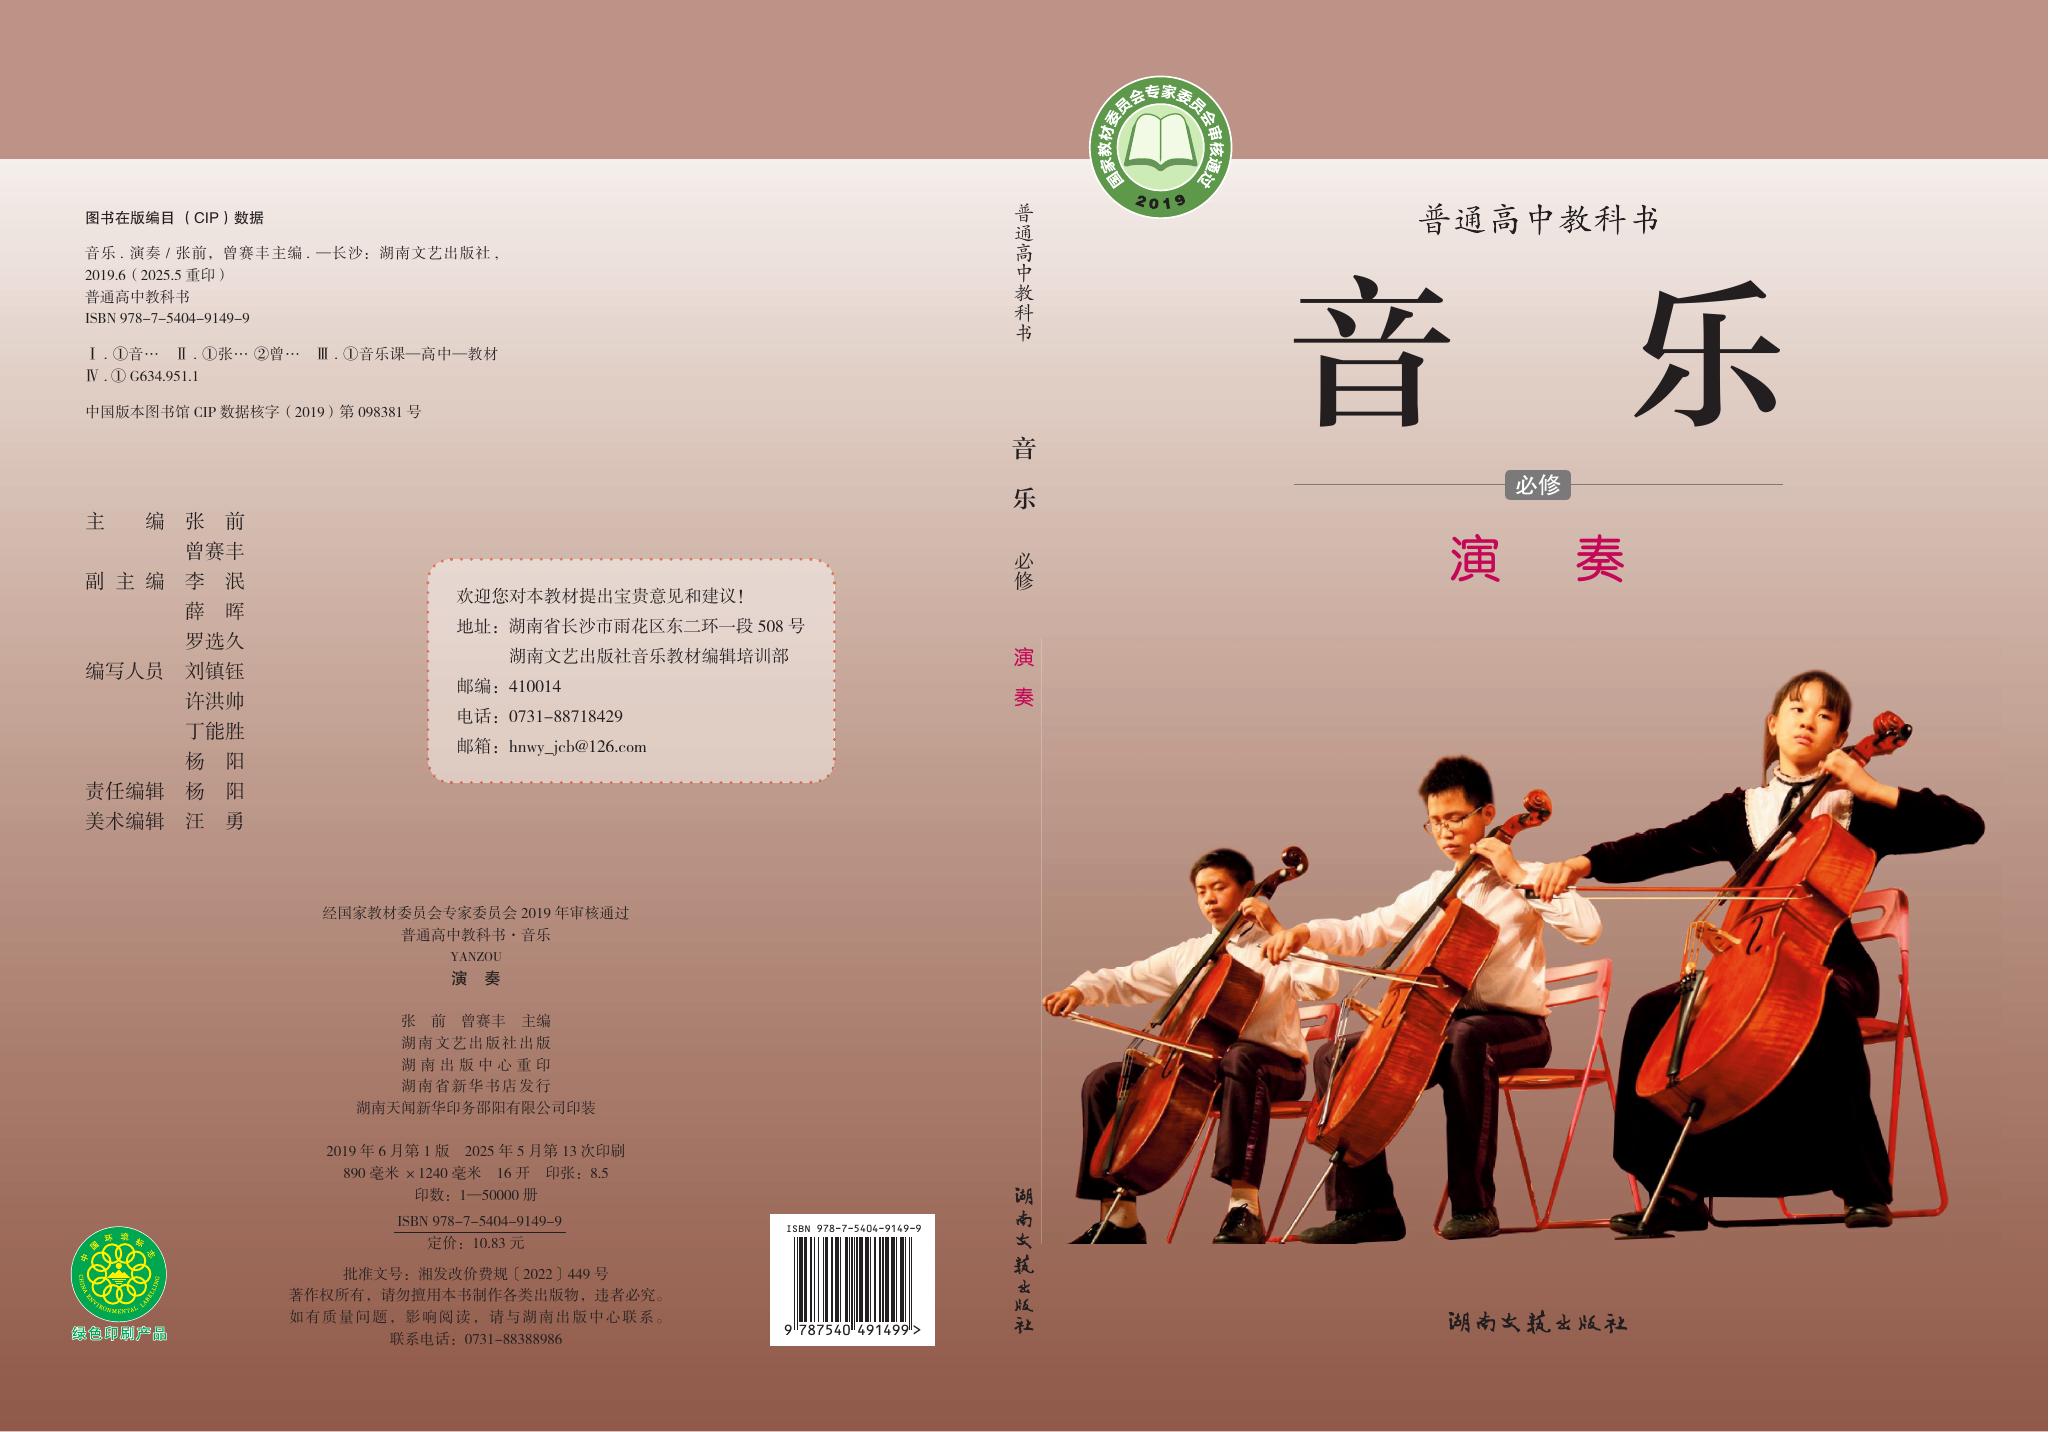 图书在版编目（CIP）数据
音乐. 演奏 / 张前，曾赛丰主编. —长沙：湖南文艺出版社，
2019.6（2025.5 重印）
普通高中教科书
ISBN 978-7-5404-9149-9
Ⅰ. ①音… Ⅱ. ①张… ②曾… Ⅲ. ①音乐课—高中—教材
Ⅳ. ① G634.951.1
中国版本图书馆 CIP 数据核字（2019）第 098381 号
主 编 张 前
曾赛丰
副 主 编 李 泯
薛 晖
罗选久
编写人员 刘镇钰
许洪帅
丁能胜
杨 阳
责任编辑 杨 阳
美术编辑 汪 勇
欢迎您对本教材提出宝贵意见和建议！
地址：湖南省长沙市雨花区东二环一段 508 号
湖南文艺出版社音乐教材编辑培训部
邮编：410014
电话：0731-88718429
邮箱：hnwy_jcb@126.com
经国家教材委员会专家委员会 2019 年审核通过
普通高中教科书·音乐
YANZOU
演 奏
张 前 曾赛丰 主编
湖南文艺出版社出版
湖南出版中心重印
湖南省新华书店发行
湖南天闻新华印务邵阳有限公司印装
2019 年 6 月第 1 版 2025 年 5 月第 13 次印刷
890 毫米 ×1240 毫米 16 开 印张：8.5
印数：1—50000 册
ISBN 978-7-5404-9149-9
定价：10.83 元
批准文号：湘发改价费规〔2022〕449 号
著作权所有，请勿擅用本书制作各类出版物，违者必究。
如有质量问题，影响阅读，请与湖南出版中心联系。
联系电话：0731-88388986
中国环境标志
CHINA ENVIRONMENTAL LABELLING
绿色印刷产品
ISBN 978-7-5404-9149-9
9 787540 491499 >
普通高中教科书
音乐
必修
演奏
湖南文艺出版社
国家教材委员会专家委员会审核通过
2019
普通高中教科书
音 乐
必修
演 奏
湖南文艺出版社